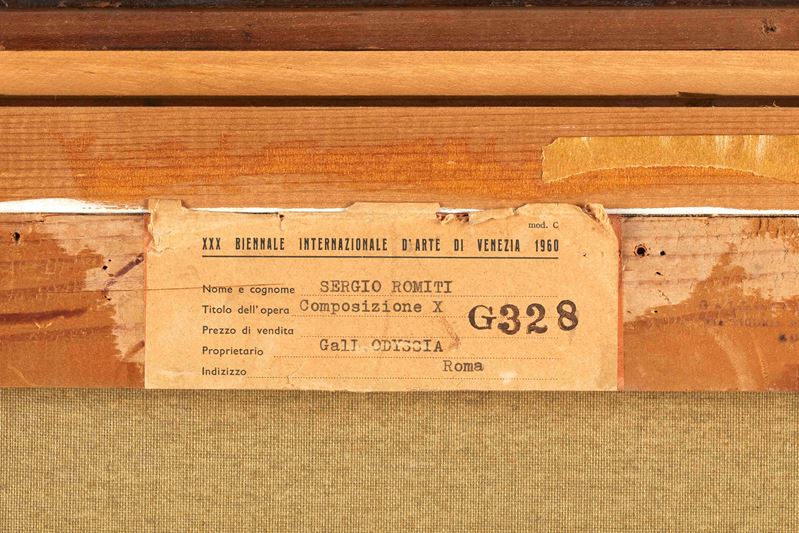 mod. C
XXX BIENNALE INTERNAZIONALE D'ARTE DI VENEZIA 1960
Nome e cognome SERGIO ROMITI
Titolo dell'opera Composizione X
G328
Prezzo di vendita
Proprietario Gall. ODYSSIA
Indizizzo Roma